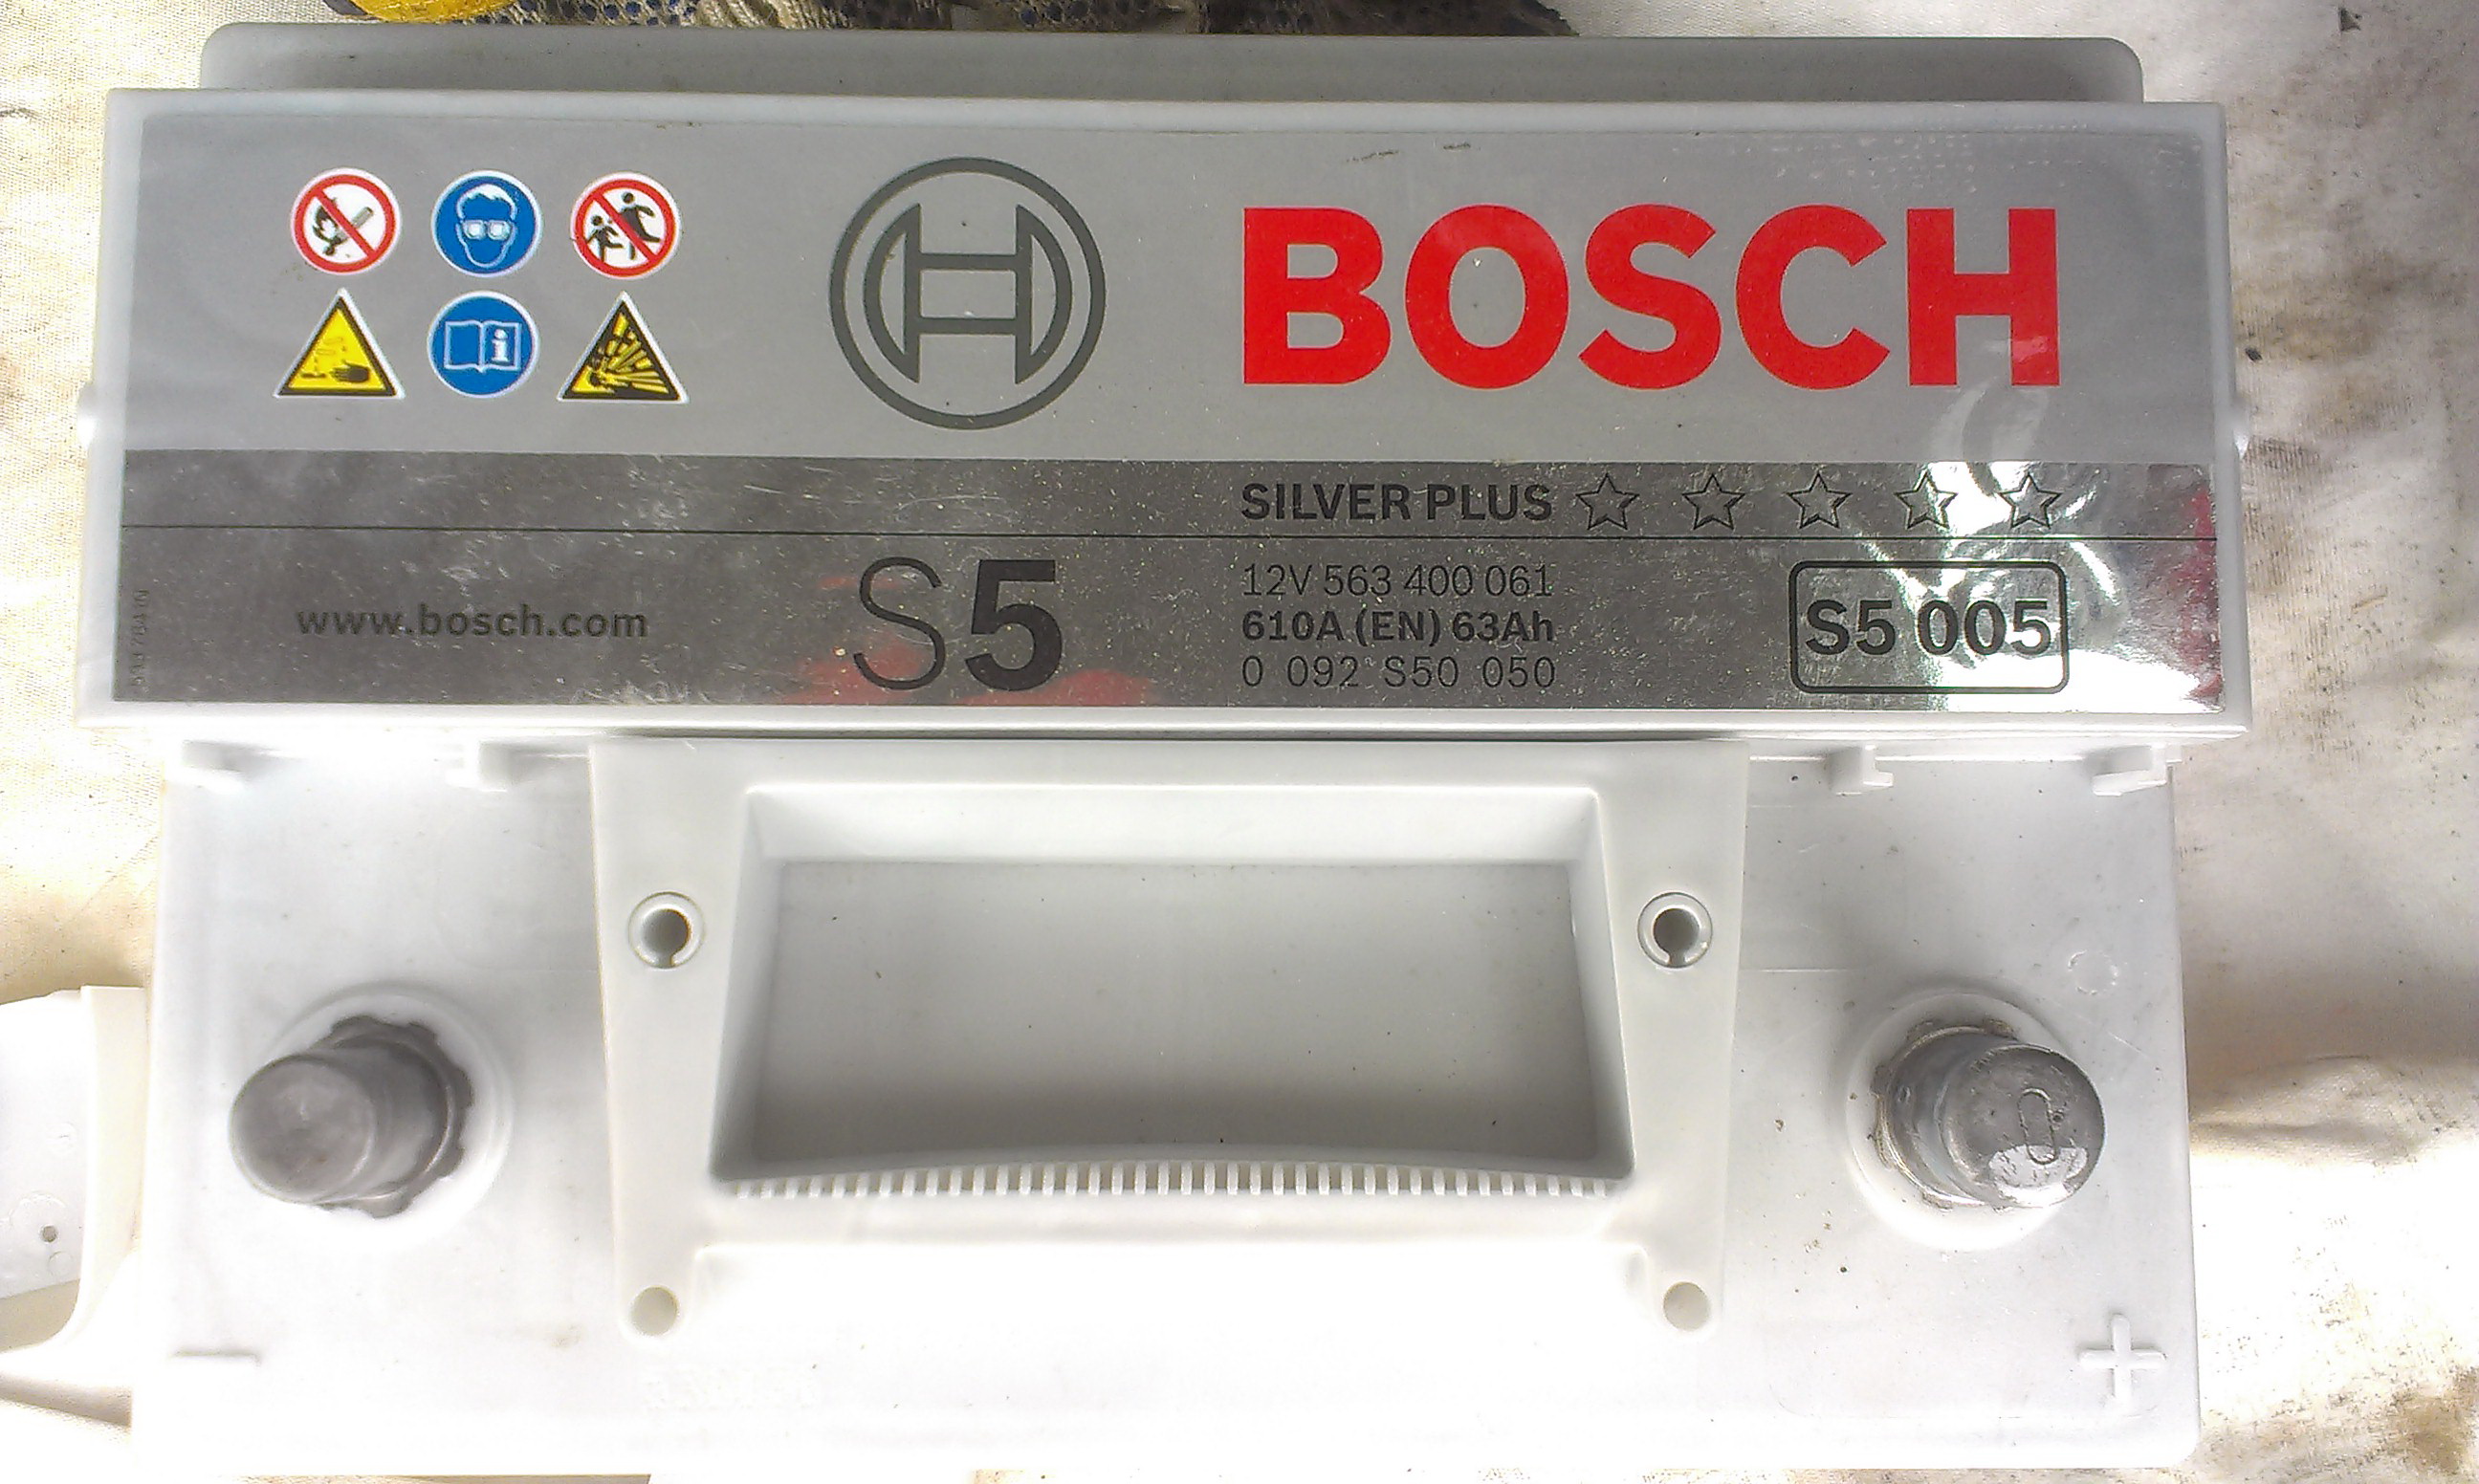 BOSCH
SILVER PLUS
www.bosch.com
S5
12V 563 400 061
610A (EN) 63Ah
0 092 S50 050
S5 005
+